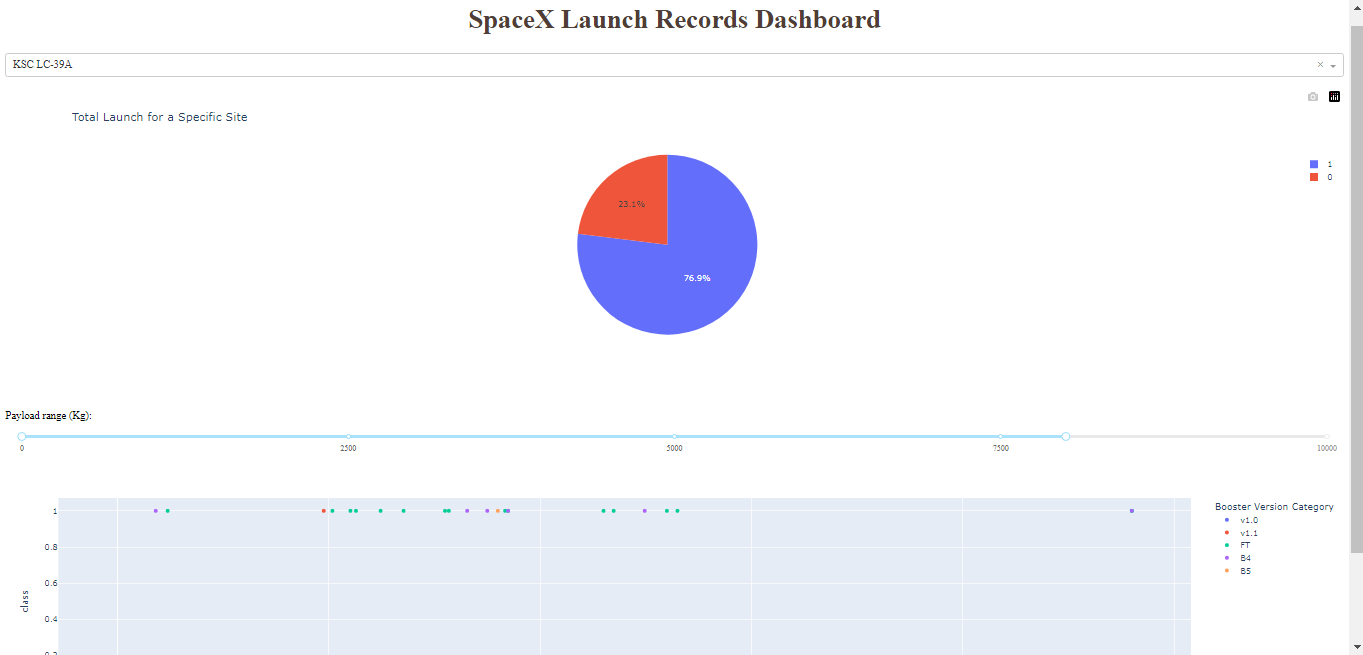 SpaceX Launch Records Dashboard
KSC LC-39A
Total Launch for a Specific Site
1
0
23.1%
76.9%
Payload range (Kg):
0 2500 5000 7500 10000
Booster Version Category
v1.0
v1.1
FT
B4
B5
1
0.8
0.6
0.4
class